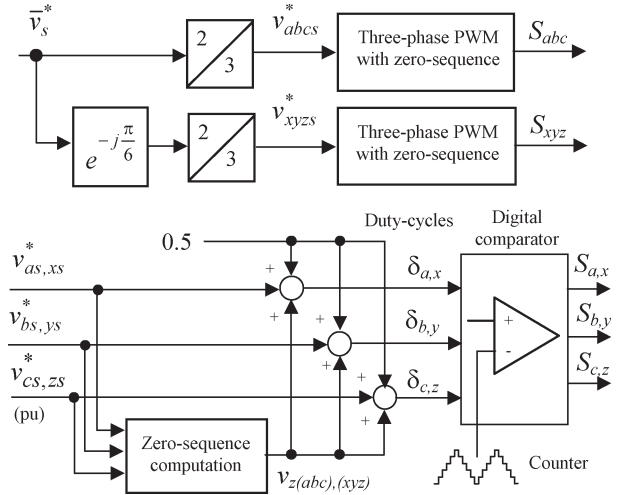 v̅*s
2
3
v*abcs
Three-phase PWM
with zero-sequence
Sabc
e^-jπ/6
2
3
v*xyzs
Three-phase PWM
with zero-sequence
Sxyz
0.5
Duty-cycles
Digital
comparator
v*as,xs
+
+
δa,x
Sa,x
v*bs,ys
+
+
δb,y
+
-
Sb,y
v*cs,zs
+
+
δc,z
Sc,z
(pu)
Zero-sequence
computation
vz(abc),(xyz)
Counter